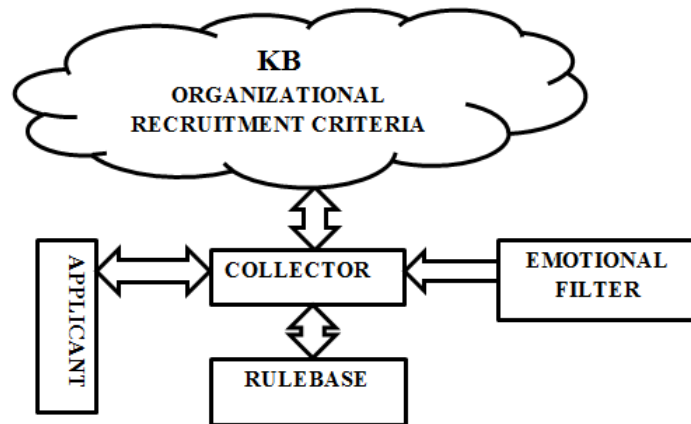 KB
ORGANIZATIONAL
RECRUITMENT CRITERIA
APPLICANT
COLLECTOR
EMOTIONAL
FILTER
RULEBASE